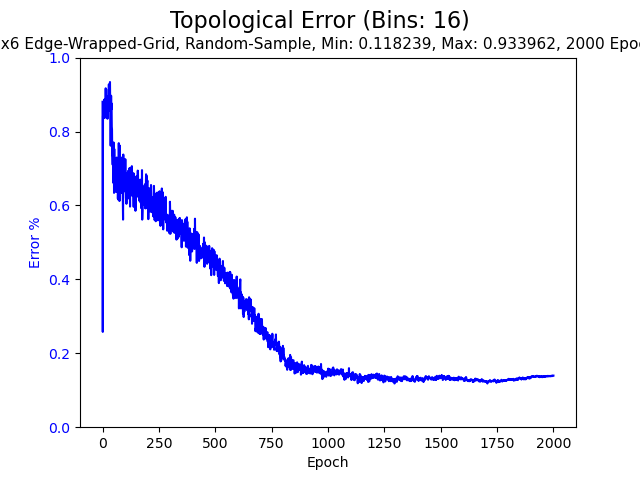 Topological Error (Bins: 16)
x6 Edge-Wrapped-Grid, Random-Sample, Min: 0.118239, Max: 0.933962, 2000 Epo
1.0
0.8
0.6
0.4
0.2
0.0
Error %
0 250 500 750 1000 1250 1500 1750 2000
Epoch